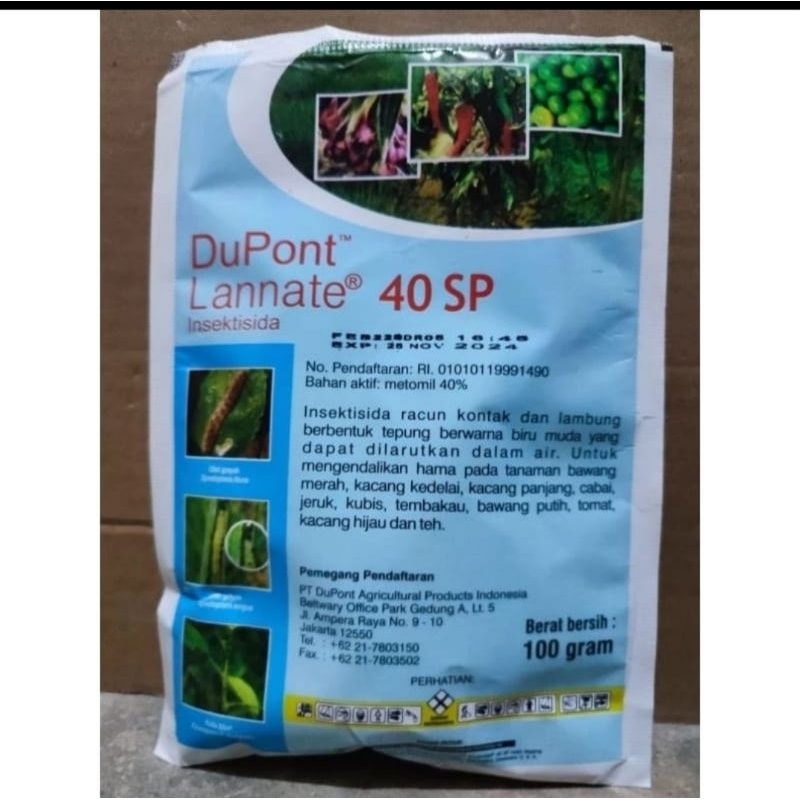 DuPont™
Lannate® 40 SP
Insektisida
EXP: 25 NOV 2024
No. Pendaftaran: RI. 01010119991490
Bahan aktif: metomil 40%
Insektisida racun kontak dan lambung
berbentuk tepung berwarna biru muda yang
dapat dilarutkan dalam air. Untuk
mengendalikan hama pada tanaman bawang
merah, kacang kedelai, kacang panjang, cabai,
jeruk, kubis, tembakau, bawang putih, tomat,
kacang hijau dan teh.
Pemegang Pendaftaran
PT DuPont Agricultural Products Indonesia
Beltway Office Park Gedung A, Lt. 5
Jl. Ampera Raya No. 9 - 10
Jakarta 12550
Tel. : +62 21-7803150
Fax. : +62 21-7803502
Berat bersih :
100 gram
PERHATIAN: